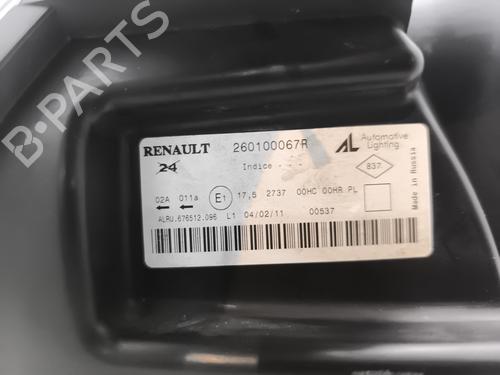 B-PARTS
RENAULT 260100067R AL Automotive Lighting
24 Indice - - - 837
02A 011a E1 17,5 2737 00HC 00HR PL
ALRU.676512.096 L1 04/02/11 00537
Made in Russia